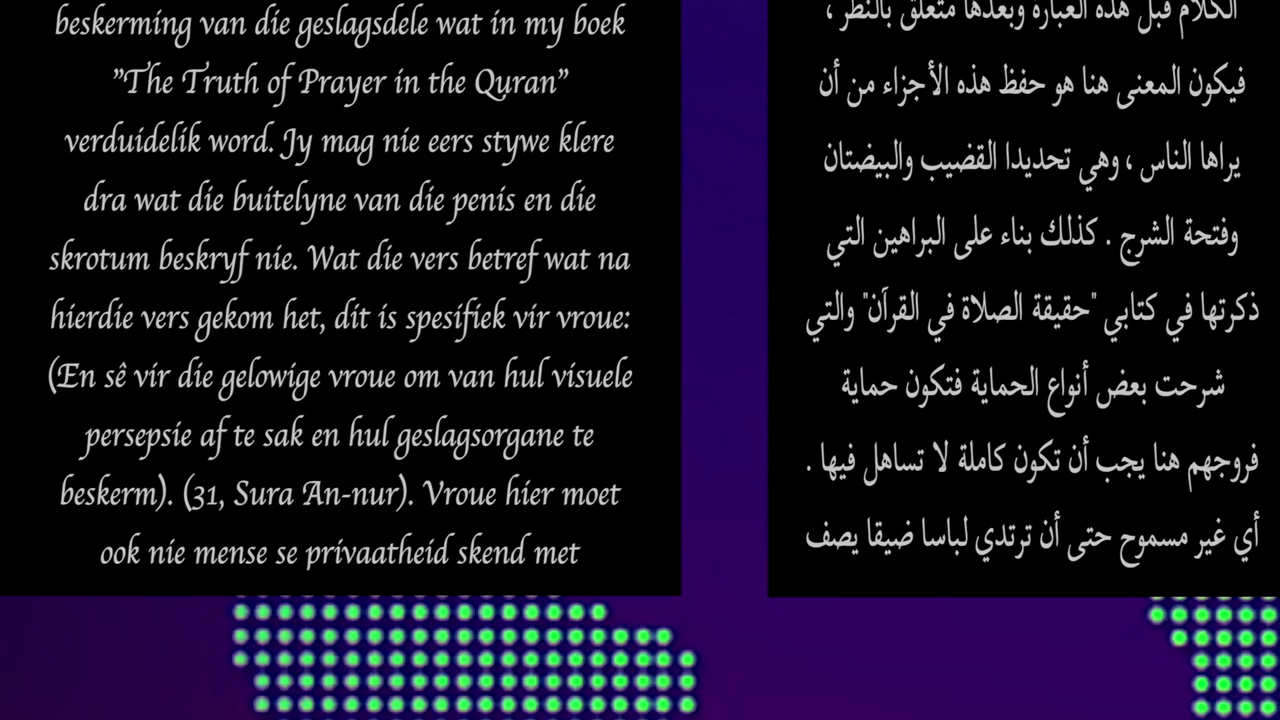 beskerming van die geslagsdele wat in my boek
"The Truth of Prayer in the Quran"
verduidelik word. Jy mag nie eers stywe klere
dra wat die buitelyne van die penis en die
skrotum beskryf nie. Wat die vers betref wat na
hierdie vers gekom het, dit is spesifiek vir vroue:
(En sê vir die gelowige vroue om van hul visuele
persepsie af te sak en hul geslagsorgane te
beskerm). (31, Sura An-nur). Vroue hier moet
ook nie mense se privaatheid skend met
الكلام قبل هذه العبارة وبعدها متعلق بالنظر ،
فيكون المعنى هنا هو حفظ هذه الأجزاء من أن
يراها الناس ، وهي تحديدا القضيب والبيضتان
وفتحة الشرج . كذلك بناء على البراهين التي
ذكرتها في كتابي "حقيقة الصلاة في القرآن" والتي
شرحت بعض أنواع الحماية فتكون حماية
فروجهم هنا يجب أن تكون كاملة لا تساهل فيها .
أي غير مسموح حتى أن ترتدي لباسا ضيقا يصف